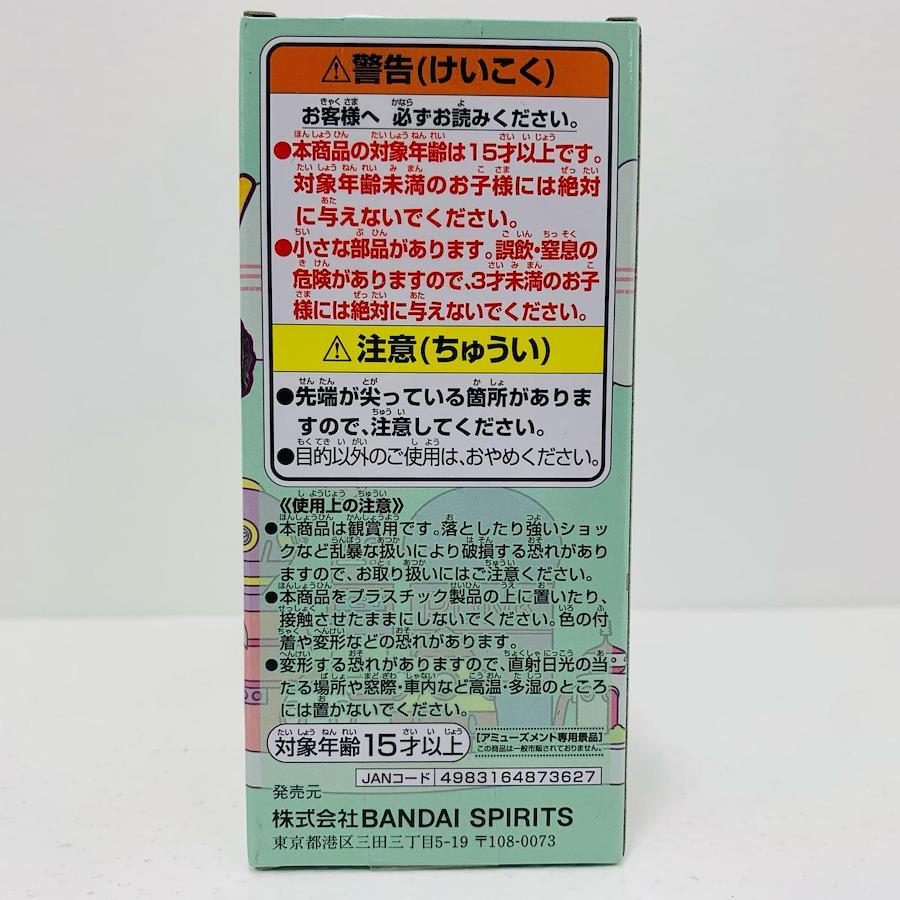 ⚠警告(けいこく)
お客様へ 必ずお読みください。
●本商品の対象年齢は15才以上です。
対象年齢未満のお子様には絶対
に与えないでください。
●小さな部品があります。誤飲・窒息の
危険がありますので、3才未満のお子
様には絶対に与えないでください。
⚠注意(ちゅうい)
●先端が尖っている箇所がありま
すので、注意してください。
●目的以外のご使用は、おやめください。
《使用上の注意》
●本商品は観賞用です。落としたり強いショッ
クなど乱暴な扱いにより破損する恐れがあり
ますので、お取り扱いにはご注意ください。
●本商品をプラスチック製品の上に置いたり、
接触させたままにしないでください。色の付
着や変形などの恐れがあります。
●変形する恐れがありますので、直射日光の当
たる場所や窓際・車内など高温・多湿のところ
には置かないでください。
対象年齢15才以上
[アミューズメント専用景品]
この商品は一般市販されておりません。
JANコード 4983164873627
発売元
株式会社BANDAI SPIRITS
東京都港区三田三丁目5-19 〒108-0073